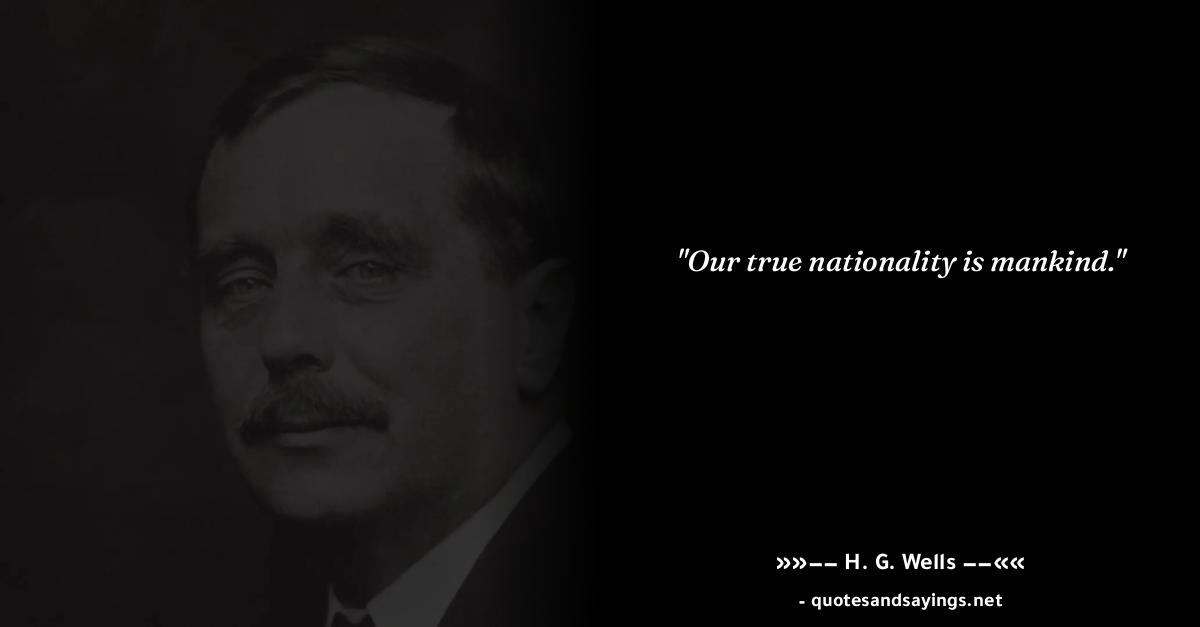 "Our true nationality is mankind."
»»–– H. G. Wells ––««
- quotesandsayings.net